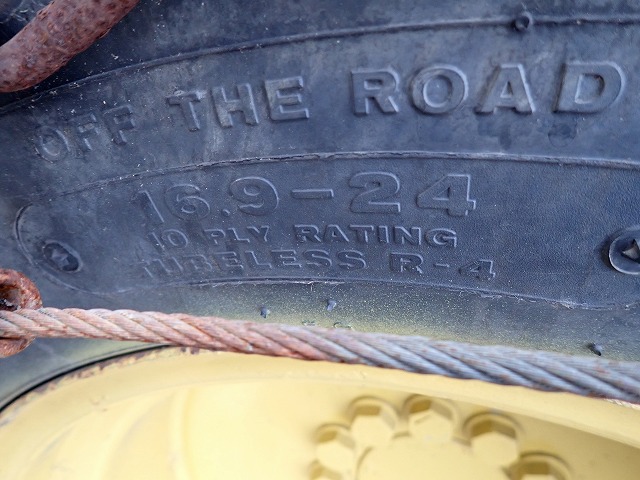 OFF THE ROAD
16.9-24
10 PLY RATING
TUBELESS R-4